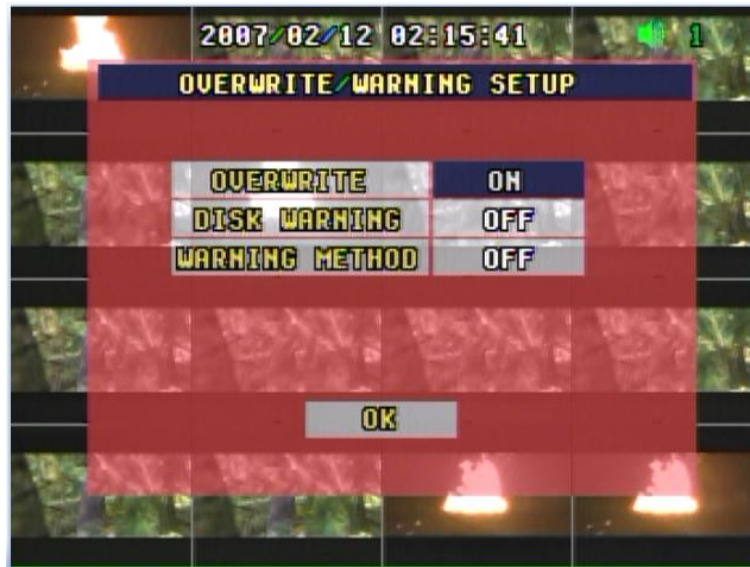 2007/02/12 02:15:41 1
OVERWRITE/WARNING SETUP
OVERWRITE ON
DISK WARNING OFF
WARNING METHOD OFF
OK